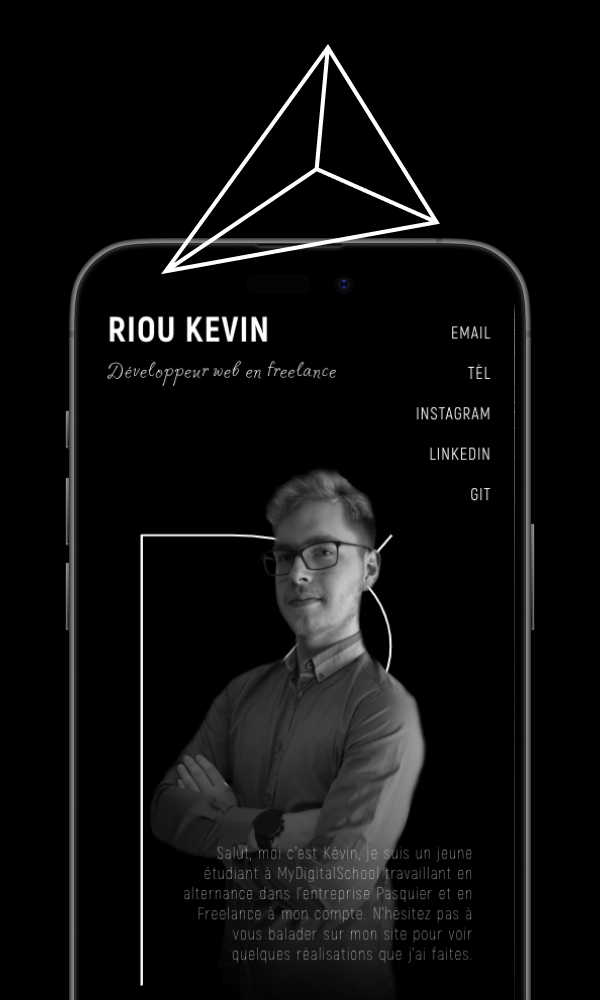 RIOU KEVIN
Développeur web en freelance
EMAIL
TÈL
INSTAGRAM
LINKEDIN
GIT
Salut, moi c'est Kévin, je suis un jeune
étudiant à MyDigitalSchool travaillant en
alternance dans l'entreprise Pasquier et en
Freelance à mon compte. N'hésitez pas à
vous balader sur mon site pour voir
quelques réalisations que j'ai faites.